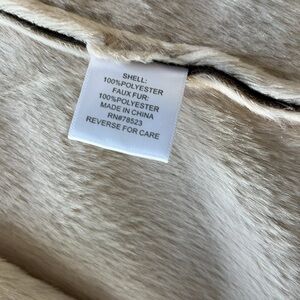 SHELL:
100%POLYESTER
FAUX FUR:
100%POLYESTER
MADE IN CHINA
RN#78523
REVERSE FOR CARE